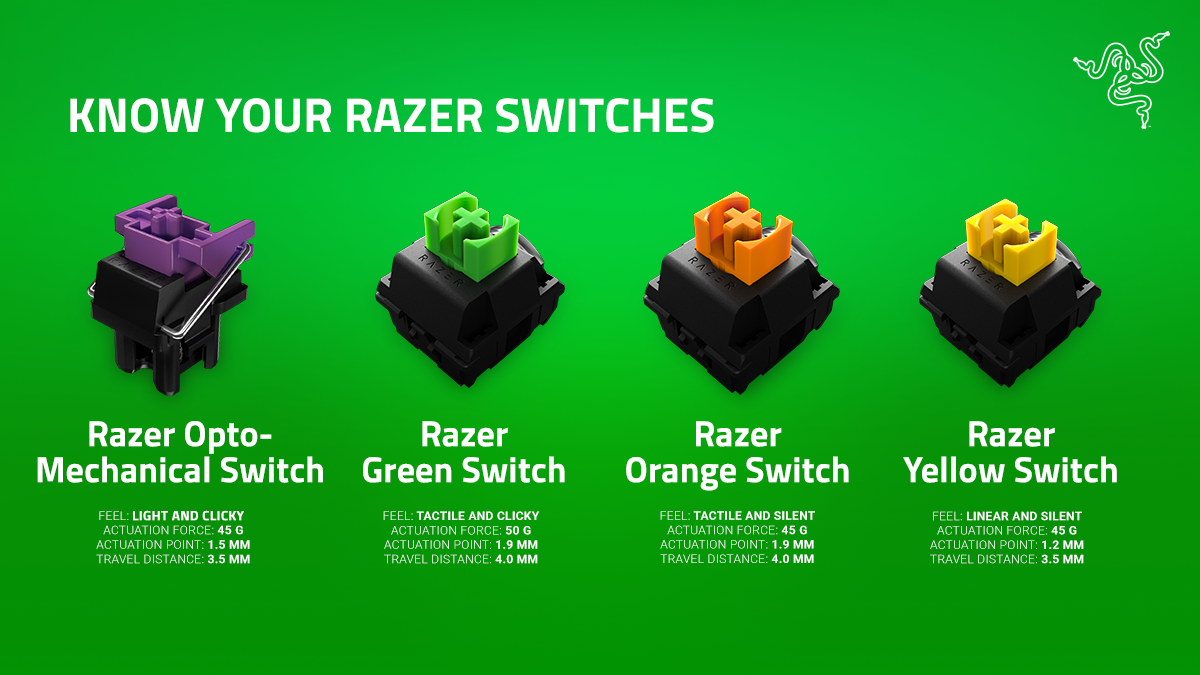 KNOW YOUR RAZER SWITCHES
RAZER
RAZER
RAZER
Razer Opto-
Mechanical Switch
FEEL: LIGHT AND CLICKY
ACTUATION FORCE: 45 G
ACTUATION POINT: 1.5 MM
TRAVEL DISTANCE: 3.5 MM
Razer
Green Switch
FEEL: TACTILE AND CLICKY
ACTUATION FORCE: 50 G
ACTUATION POINT: 1.9 MM
TRAVEL DISTANCE: 4.0 MM
Razer
Orange Switch
FEEL: TACTILE AND SILENT
ACTUATION FORCE: 45 G
ACTUATION POINT: 1.9 MM
TRAVEL DISTANCE: 4.0 MM
Razer
Yellow Switch
FEEL: LINEAR AND SILENT
ACTUATION FORCE: 45 G
ACTUATION POINT: 1.2 MM
TRAVEL DISTANCE: 3.5 MM